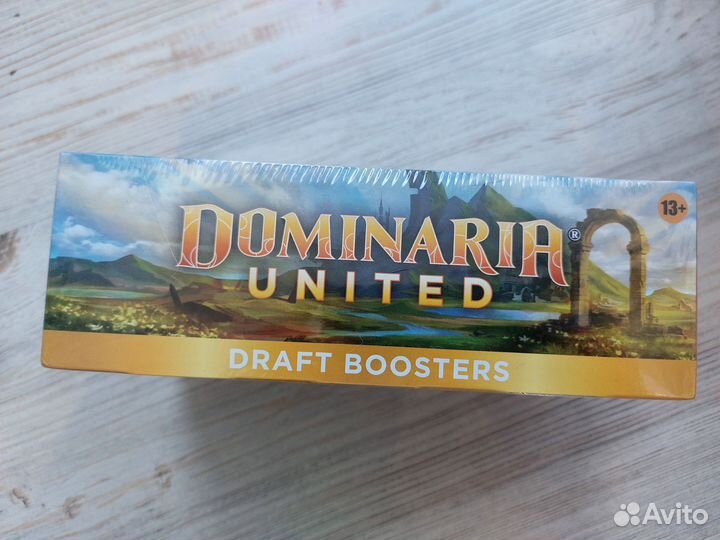 13+
DOMINARIA®
UNITED
DRAFT BOOSTERS
Avito